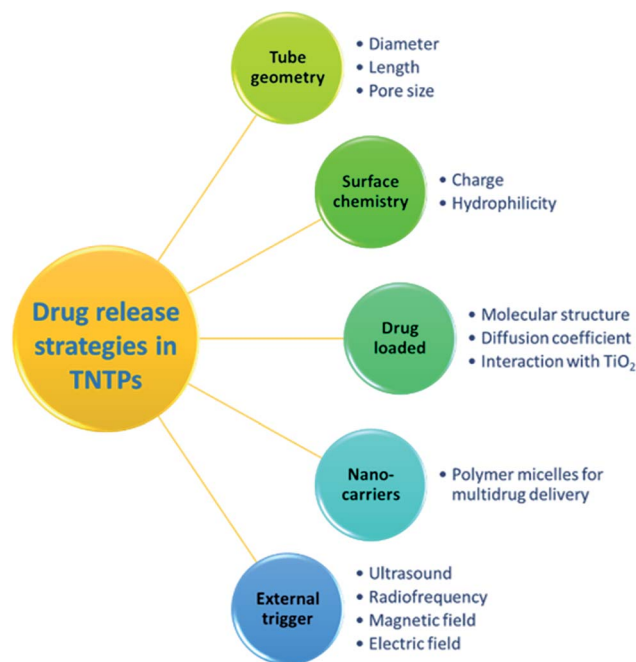 Tube
geometry
• Diameter
• Length
• Pore size
Surface
chemistry
• Charge
• Hydrophilicity
Drug release
strategies in
TNTPs
Drug
loaded
• Molecular structure
• Diffusion coefficient
• Interaction with TiO₂
Nano-
carriers
• Polymer micelles for
multidrug delivery
External
trigger
• Ultrasound
• Radiofrequency
• Magnetic field
• Electric field